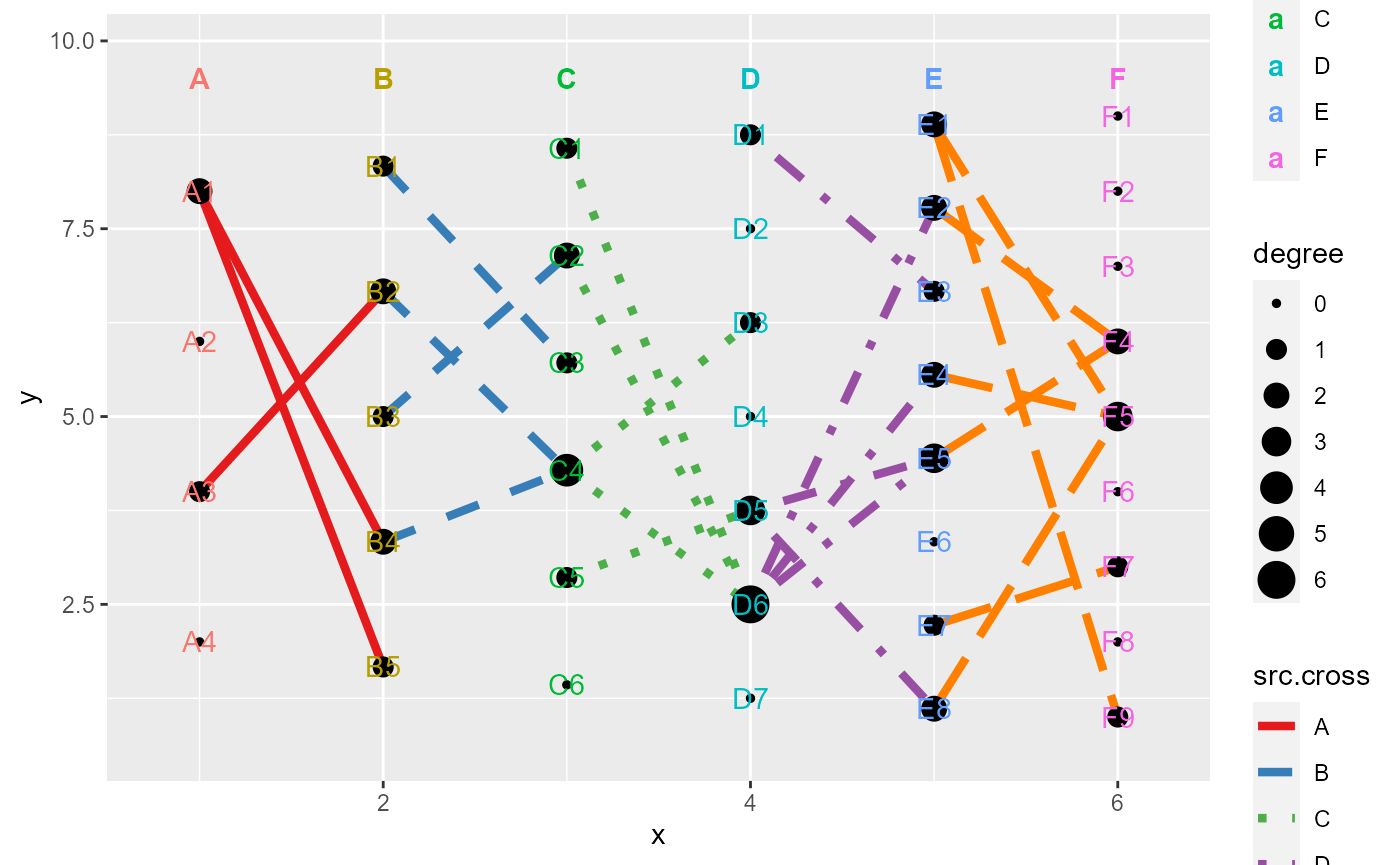 10.0
7.5
5.0
2.5
y
A B C D E F
A1
A2
A3
A4
B1
B2
B3
B4
B5
C1
C2
C3
C4
C5
C6
D1
D2
D3
D4
D5
D6
D7
E1
E2
E3
E4
E5
E6
E7
E8
F1
F2
F3
F4
F5
F6
F7
F8
F9
2 4 6
x
a C
a D
a E
a F
degree
0
1
2
3
4
5
6
src.cross
A
B
C
D